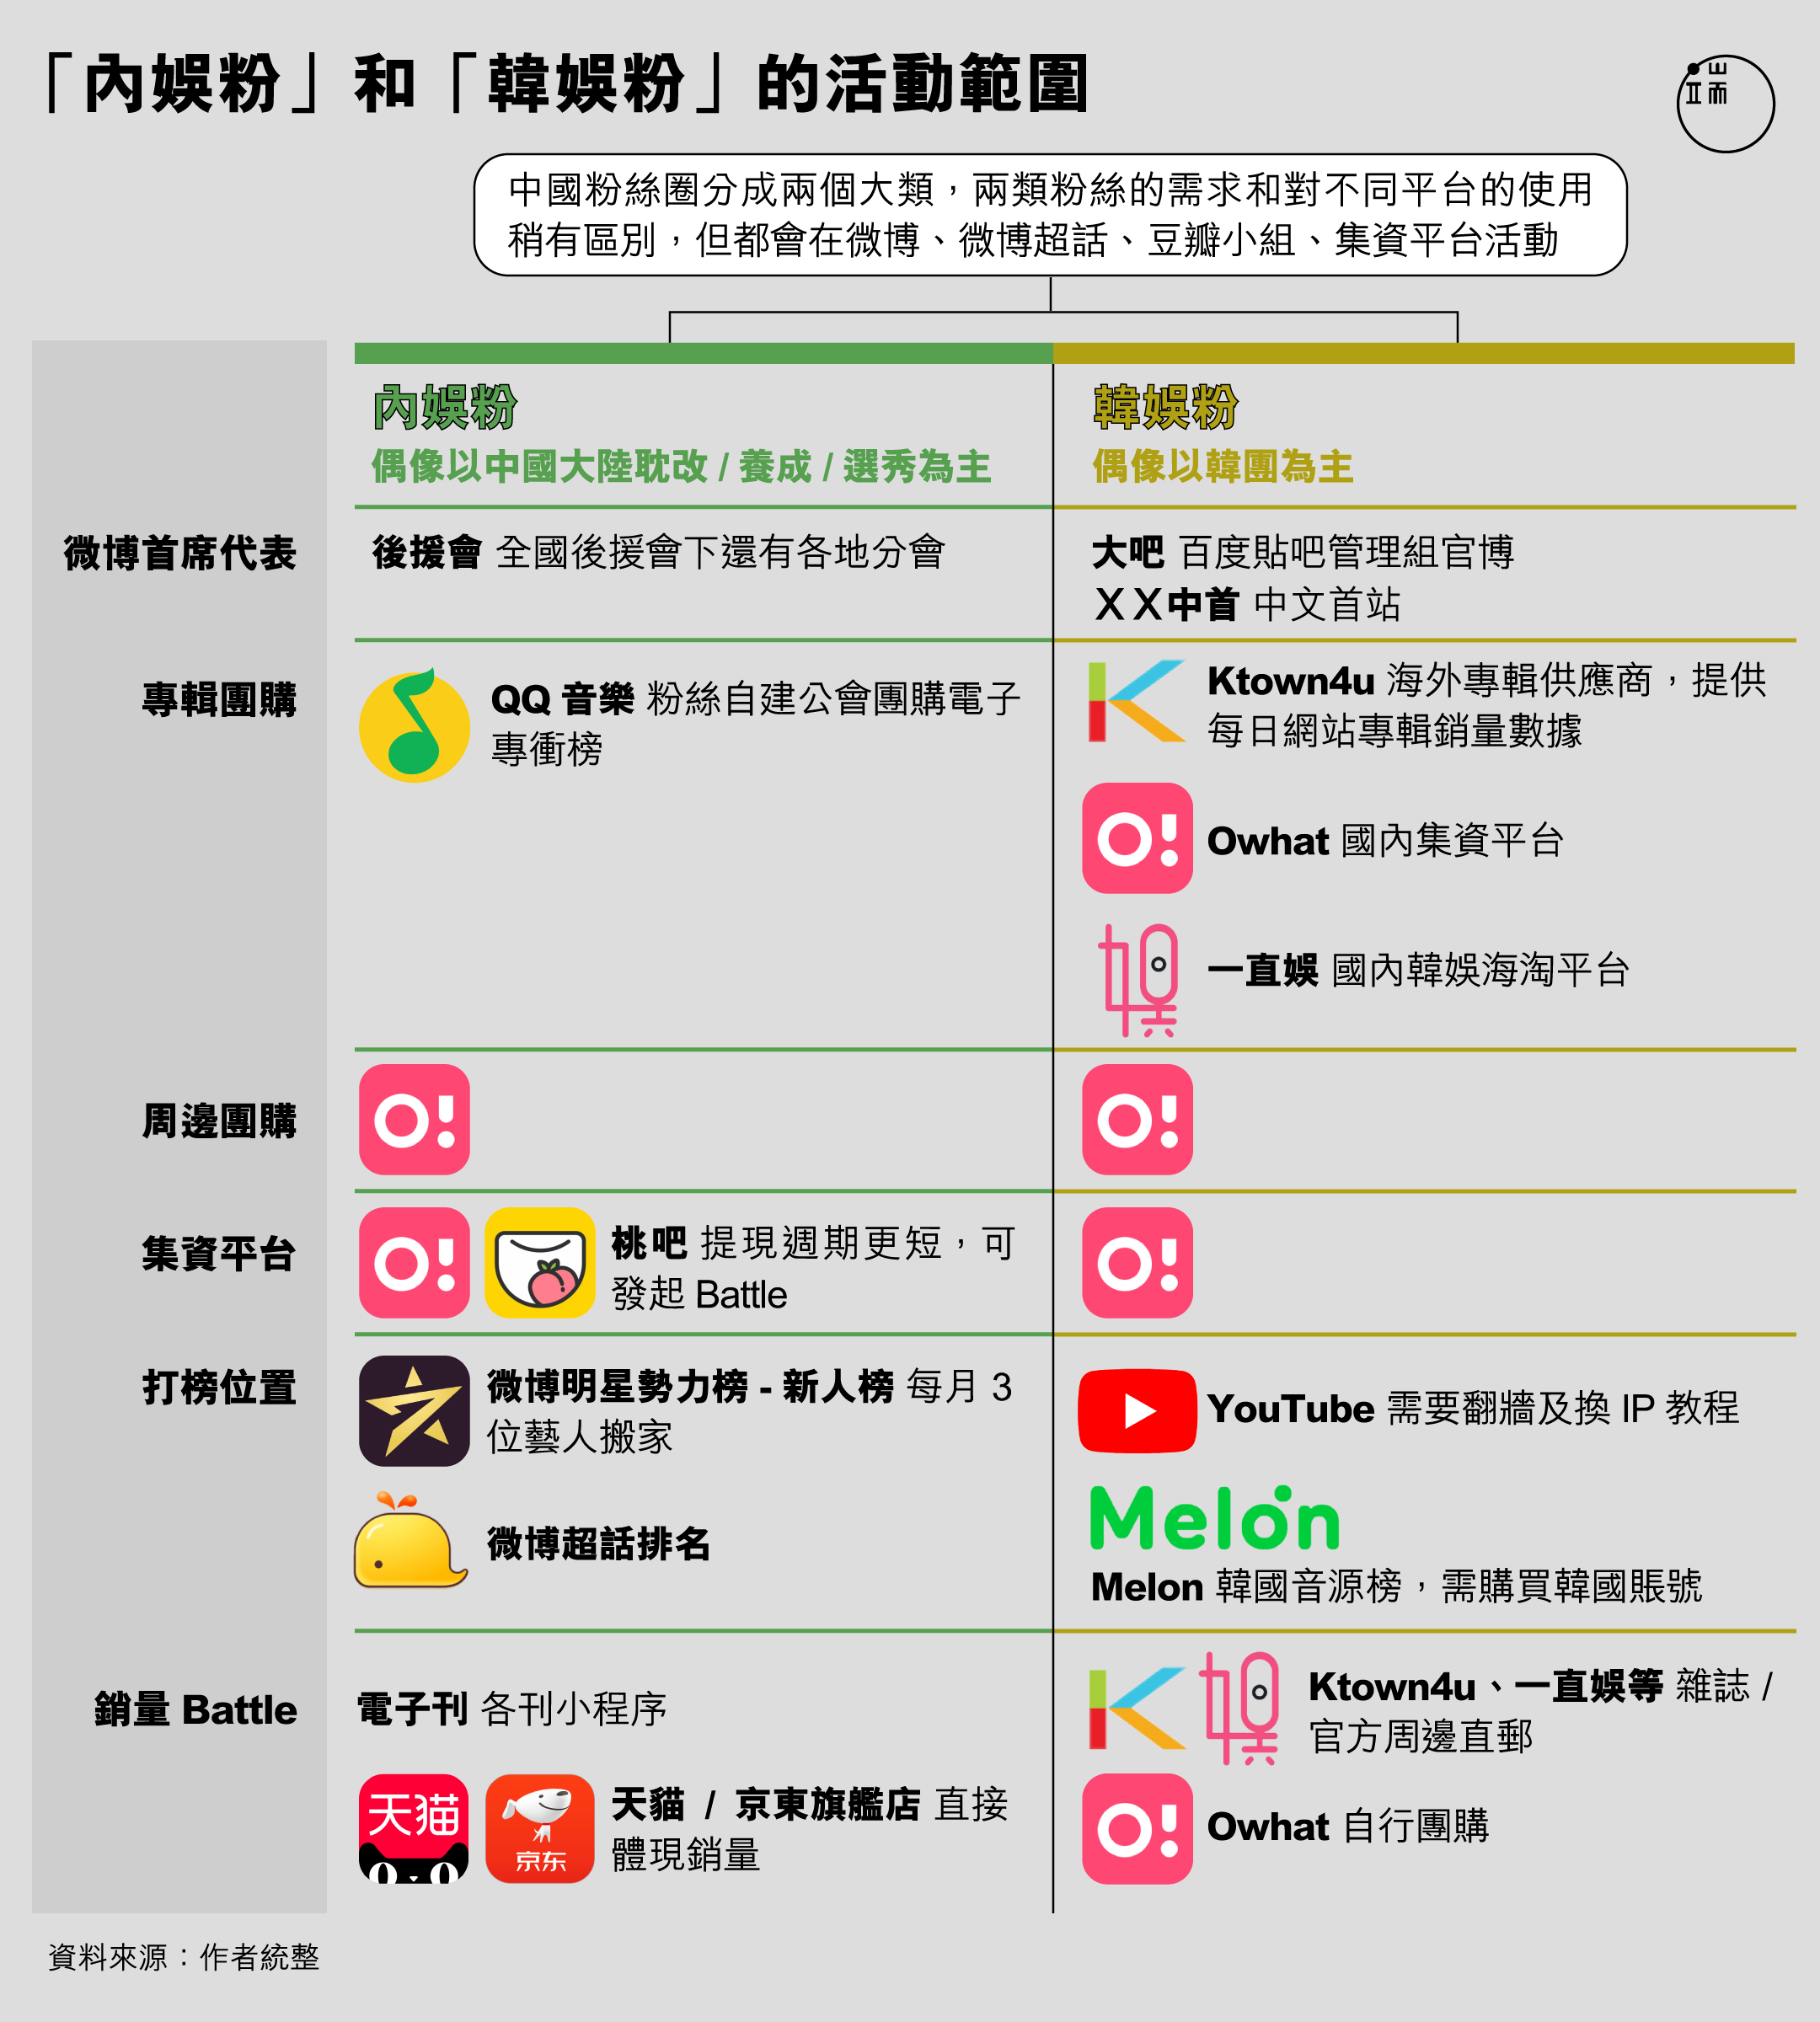 「內娛粉」和「韓娛粉」的活動範圍
端
中國粉絲圈分成兩個大類，兩類粉絲的需求和對不同平台的使用
稍有區別，但都會在微博、微博超話、豆瓣小組、集資平台活動
內娛粉
偶像以中國大陸耽改 / 養成 / 選秀為主
韓娛粉
偶像以韓團為主
微博首席代表
後援會 全國後援會下還有各地分會
大吧 百度貼吧管理組官博
ＸＸ中首 中文首站
專輯團購
QQ 音樂 粉絲自建公會團購電子
專衝榜
Ktown4u 海外專輯供應商，提供
每日網站專輯銷量數據
O!
Owhat 國內集資平台
一直娛 國內韓娛海淘平台
周邊團購
O!
O!
集資平台
O!
桃吧 提現週期更短，可
發起 Battle
O!
打榜位置
微博明星勢力榜 - 新人榜 每月 3
位藝人搬家
微博超話排名
YouTube 需要翻牆及換 IP 教程
Melon
Melon 韓國音源榜，需購買韓國賬號
銷量 Battle
電子刊 各刊小程序
天猫
京东
天貓 / 京東旗艦店 直接
體現銷量
Ktown4u、一直娛等 雜誌 /
官方周邊直郵
O!
Owhat 自行團購
資料來源：作者統整